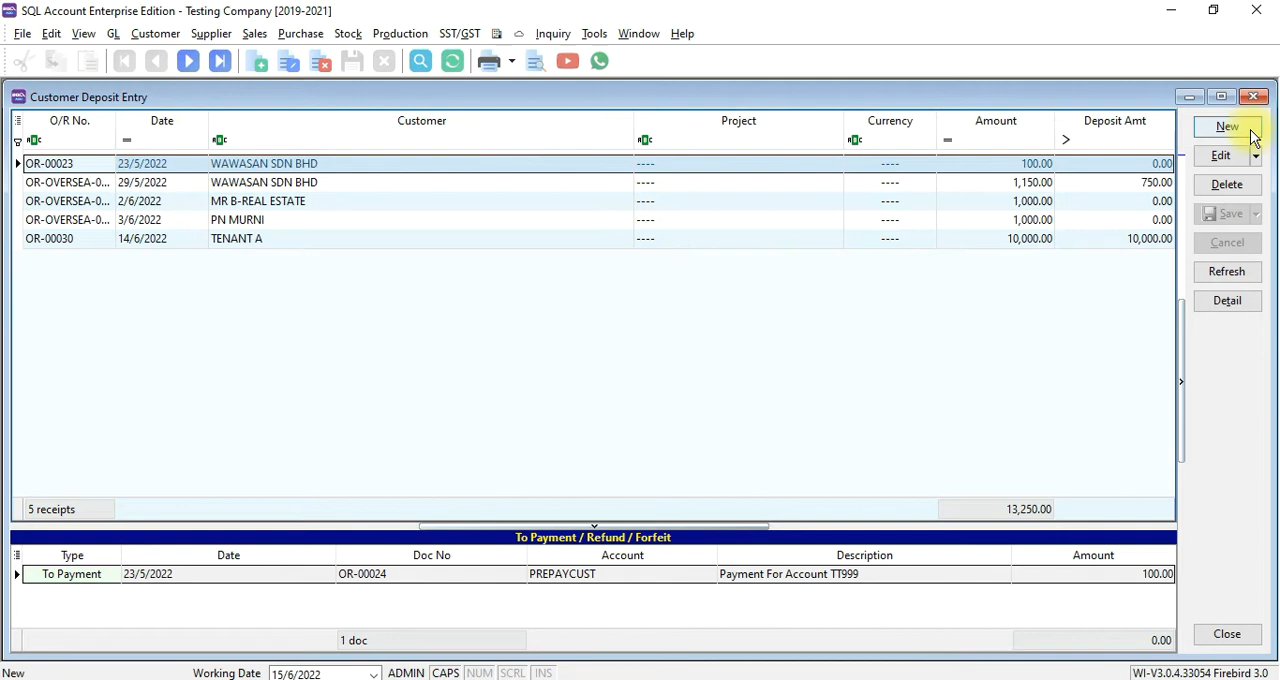 SQL Account Enterprise Edition - Testing Company [2019-2021]
File Edit View GL Customer Supplier Sales Purchase Stock Production SST/GST Inquiry Tools Window Help
Customer Deposit Entry
O/R No. Date Customer Project Currency Amount Deposit Amt
= = >
OR-00023 23/5/2022 WAWASAN SDN BHD ---- ---- 100.00 0.00
OR-OVERSEA-0... 29/5/2022 WAWASAN SDN BHD ---- ---- 1,150.00 750.00
OR-OVERSEA-0... 2/6/2022 MR B-REAL ESTATE ---- ---- 1,000.00 0.00
OR-OVERSEA-0... 3/6/2022 PN MURNI ---- ---- 1,000.00 0.00
OR-00030 14/6/2022 TENANT A ---- ---- 10,000.00 10,000.00
5 receipts 13,250.00
To Payment / Refund / Forfeit
Type Date Doc No Account Description Amount
To Payment 23/5/2022 OR-00024 PREPAYCUST Payment For Account TT999 100.00
1 doc 0.00
New
Edit
Delete
Save
Cancel
Refresh
Detail
Close
New Working Date 15/6/2022 ADMIN CAPS NUM SCRL INS WI-V3.0.4.33054 Firebird 3.0